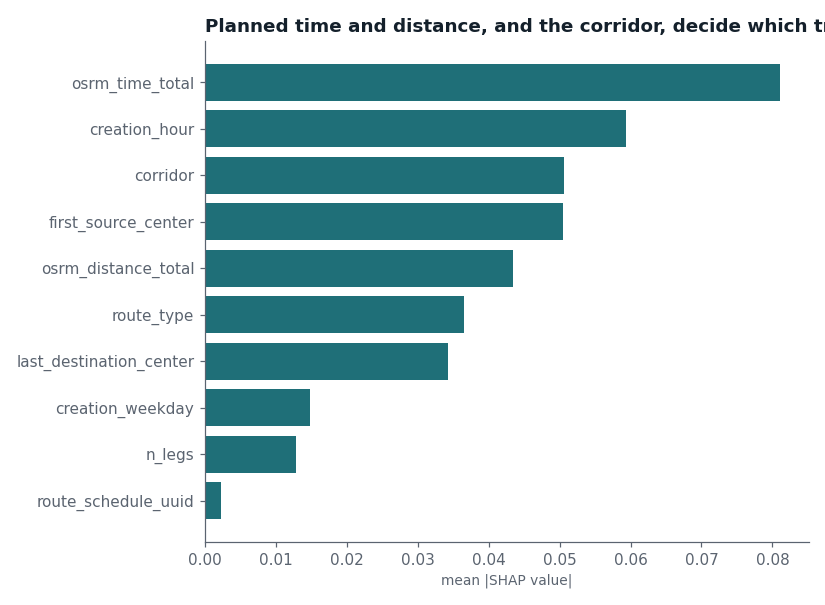 Planned time and distance, and the corridor, decide which
osrm_time_total
creation_hour
corridor
first_source_center
osrm_distance_total
route_type
last_destination_center
creation_weekday
n_legs
route_schedule_uuid
0.00 0.01 0.02 0.03 0.04 0.05 0.06 0.07 0.08
mean |SHAP value|